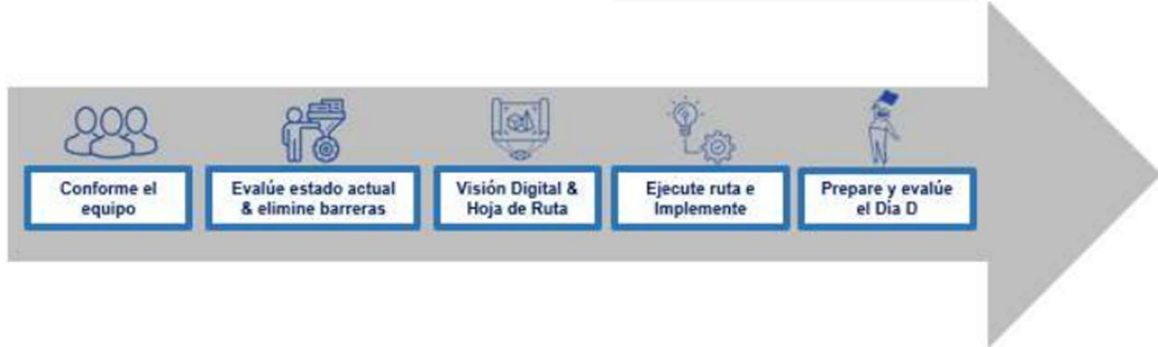 Conforme el
equipo
Evalúe estado actual
& elimine barreras
Visión Digital &
Hoja de Ruta
Ejecute ruta e
Implemente
Prepare y evalúe
el Día D